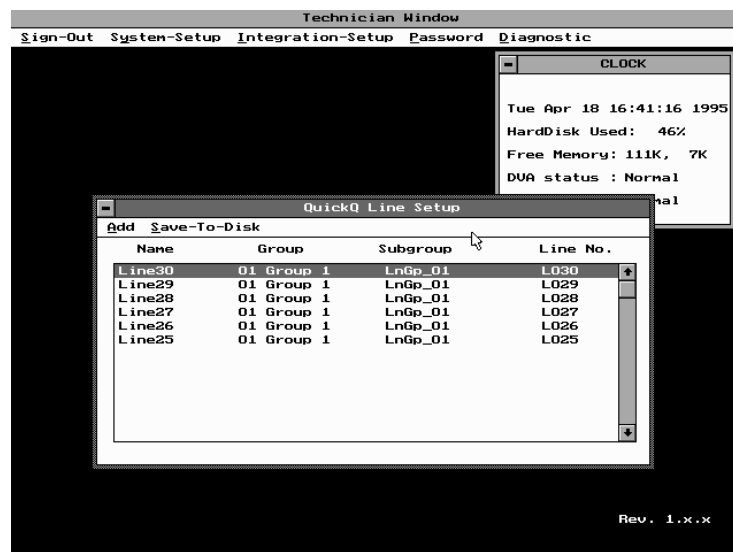 Technician Window
Sign-Out System-Setup Integration-Setup Password Diagnostic
CLOCK
Tue Apr 18 16:41:16 1995
HardDisk Used: 46%
Free Memory: 111K, 7K
DVA status : Normal
QuickQ Line Setup
Add Save-To-Disk
Name Group Subgroup Line No.
Line30 01 Group 1 LnGp_01 L030
Line29 01 Group 1 LnGp_01 L029
Line28 01 Group 1 LnGp_01 L028
Line27 01 Group 1 LnGp_01 L027
Line26 01 Group 1 LnGp_01 L026
Line25 01 Group 1 LnGp_01 L025
Rev. 1.x.x